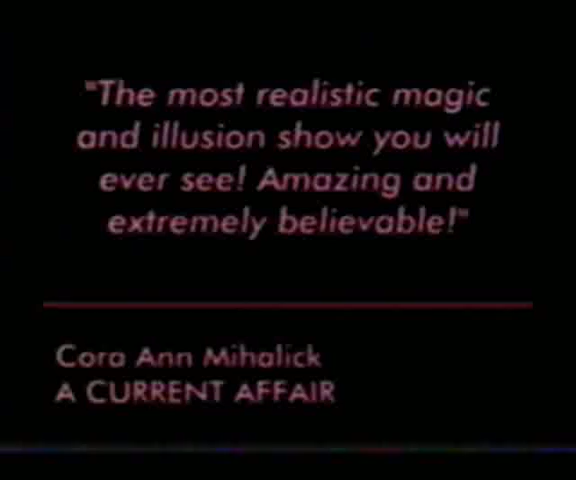 "The most realistic magic
and illusion show you will
ever see! Amazing and
extremely believable!"
Cora Ann Mihalick
A CURRENT AFFAIR